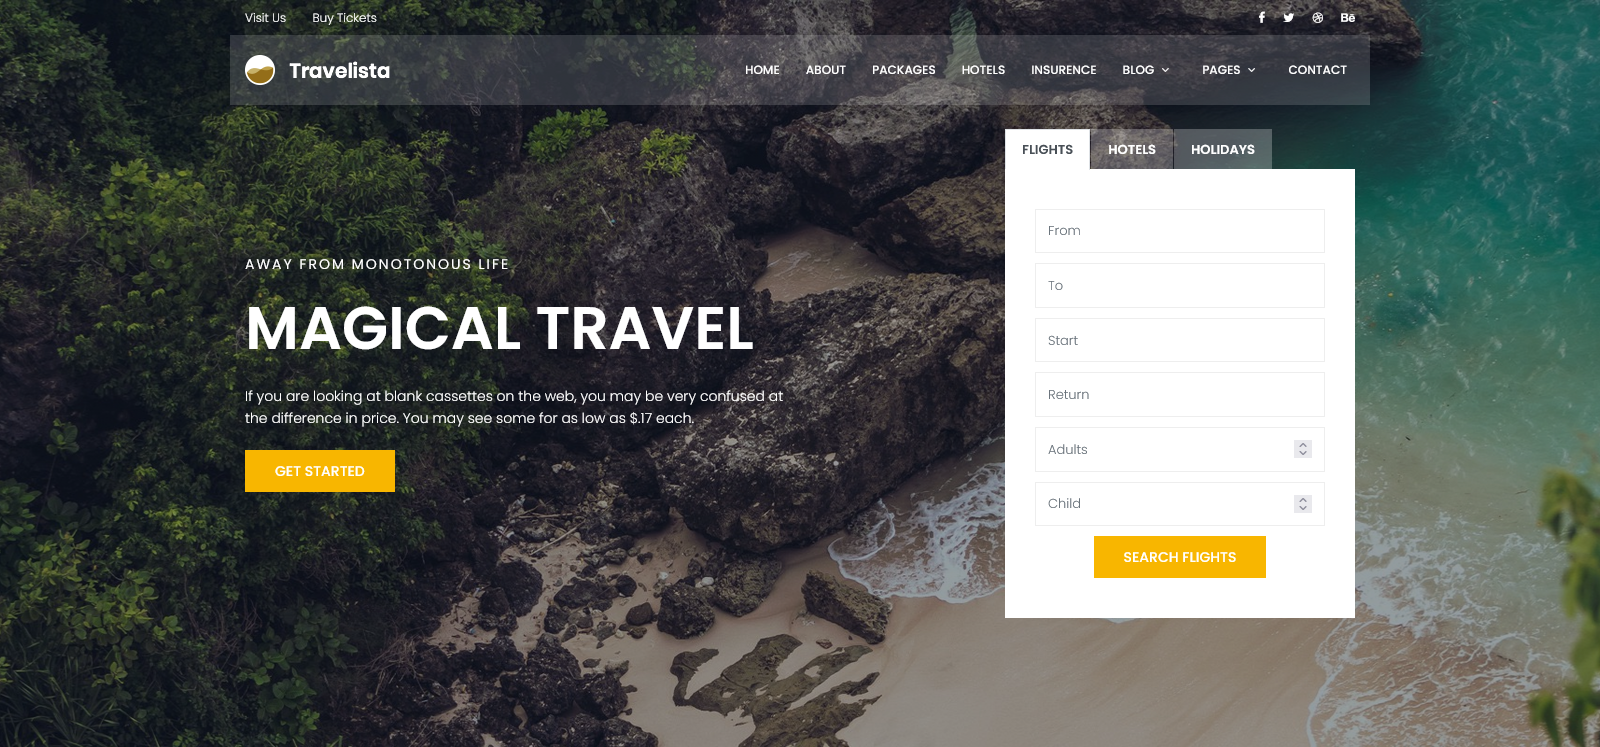 Visit Us Buy Tickets
Bē
Travelista
HOME ABOUT PACKAGES HOTELS INSURENCE BLOG PAGES CONTACT
FLIGHTS HOTELS HOLIDAYS
AWAY FROM MONOTONOUS LIFE
MAGICAL TRAVEL
If you are looking at blank cassettes on the web, you may be very confused at
the difference in price. You may see some for as low as $.17 each.
GET STARTED
From
To
Start
Return
Adults
Child
SEARCH FLIGHTS